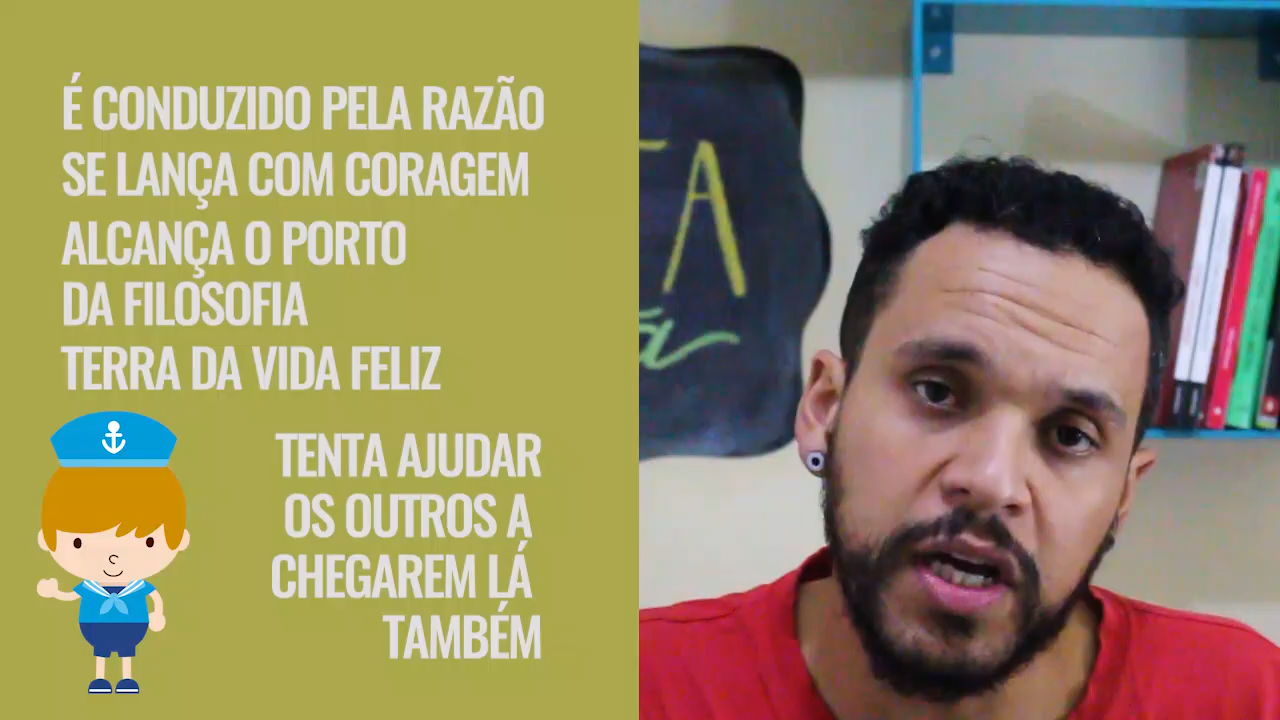 É CONDUZIDO PELA RAZÃO
SE LANÇA COM CORAGEM
ALCANÇA O PORTO
DA FILOSOFIA
TERRA DA VIDA FELIZ
TENTA AJUDAR
OS OUTROS A
CHEGAREM LÁ
TAMBÉM